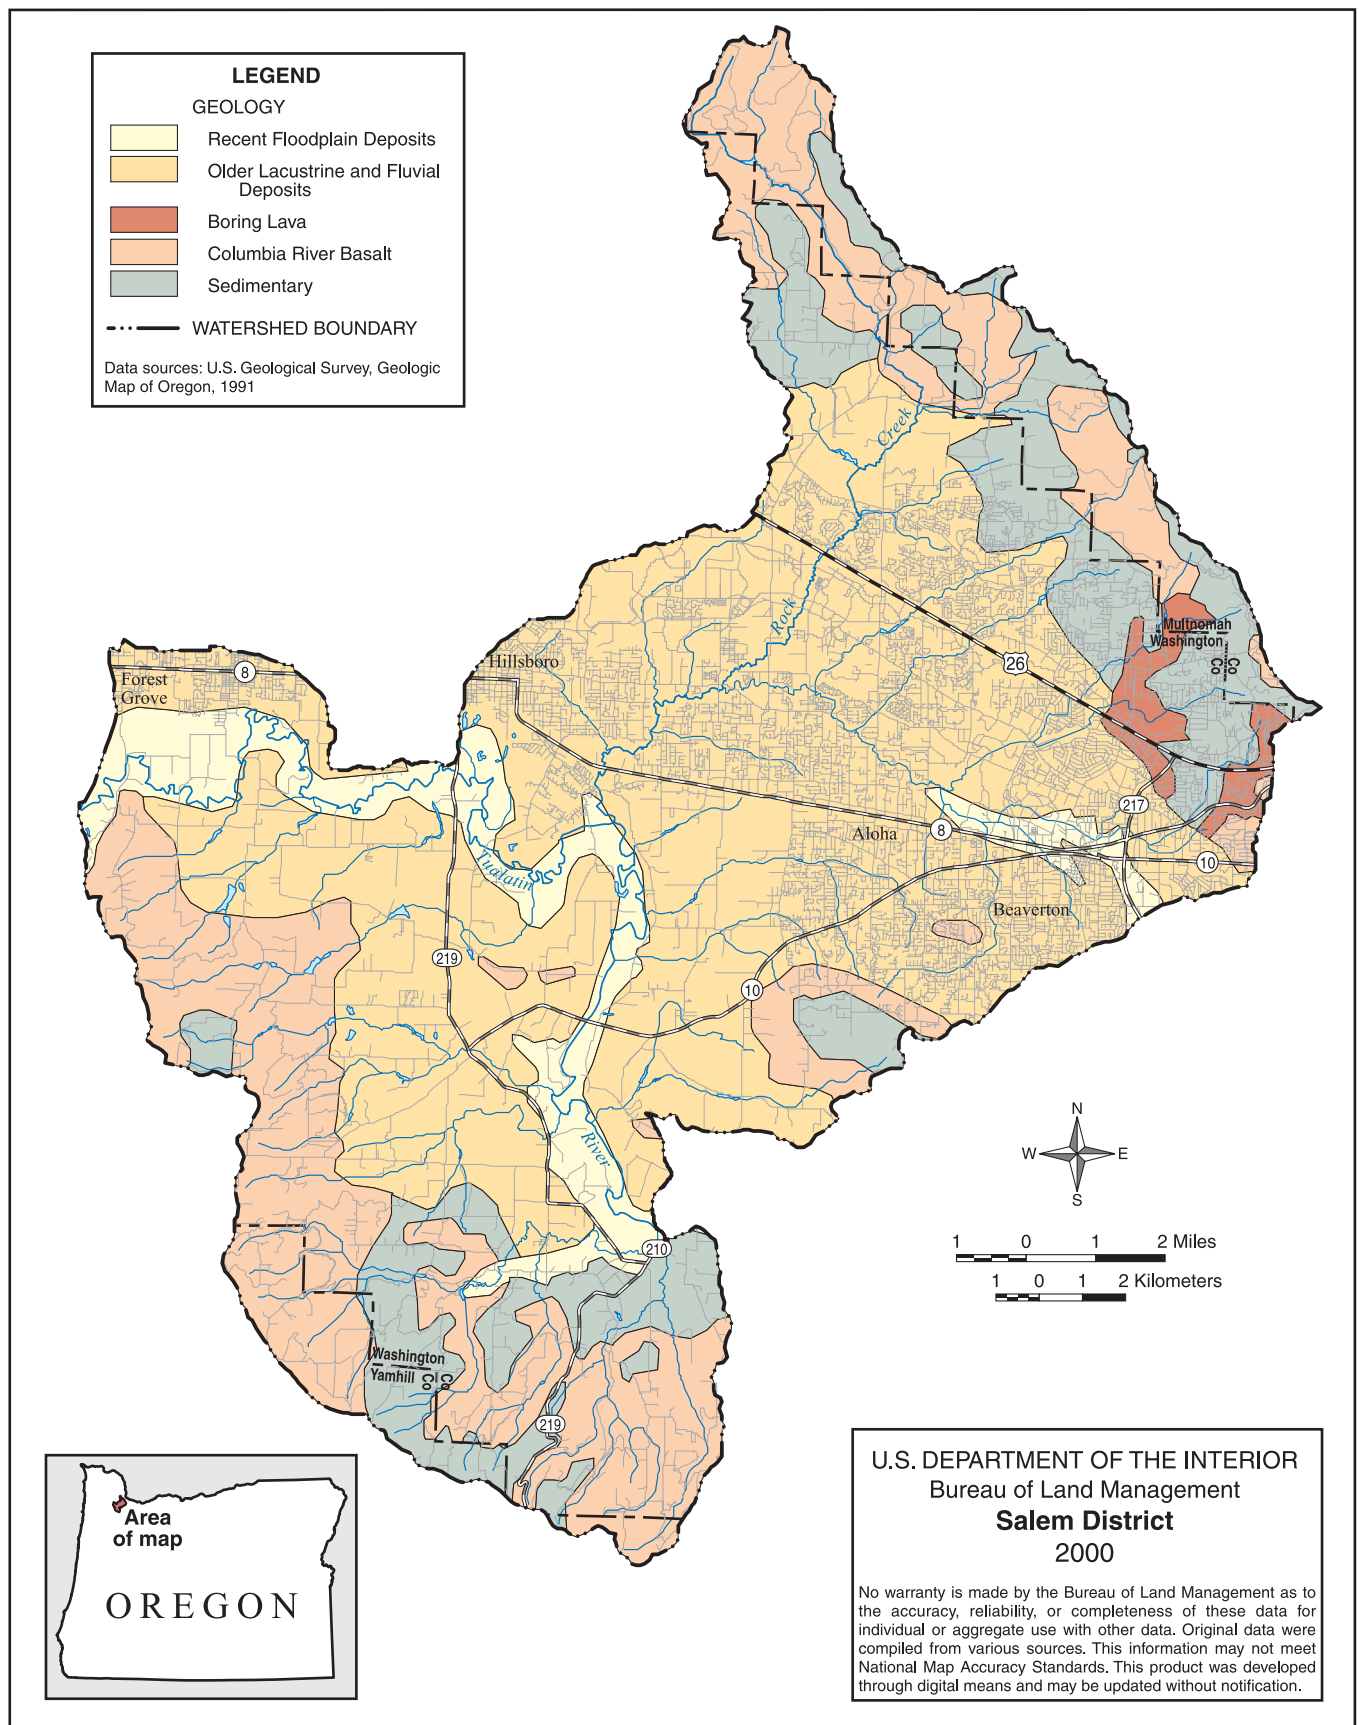 LEGEND
GEOLOGY
Recent Floodplain Deposits
Older Lacustrine and Fluvial
Deposits
Boring Lava
Columbia River Basalt
Sedimentary
WATERSHED BOUNDARY
Data sources: U.S. Geological Survey, Geologic
Map of Oregon, 1991
Creek
Rock
Multnomah
Washington
Co
Co
26
Hillsboro
8
Forest
Grove
217
8
Aloha
10
Tualatin
Beaverton
219
10
River
210
Washington
Yamhill
Co
Co
219
N
W
E
S
1 0 1 2 Miles
1 0 1 2 Kilometers
Area
of map
OREGON
U.S. DEPARTMENT OF THE INTERIOR
Bureau of Land Management
Salem District
2000
No warranty is made by the Bureau of Land Management as to
the accuracy, reliability, or completeness of these data for
individual or aggregate use with other data. Original data were
compiled from various sources. This information may not meet
National Map Accuracy Standards. This product was developed
through digital means and may be updated without notification.